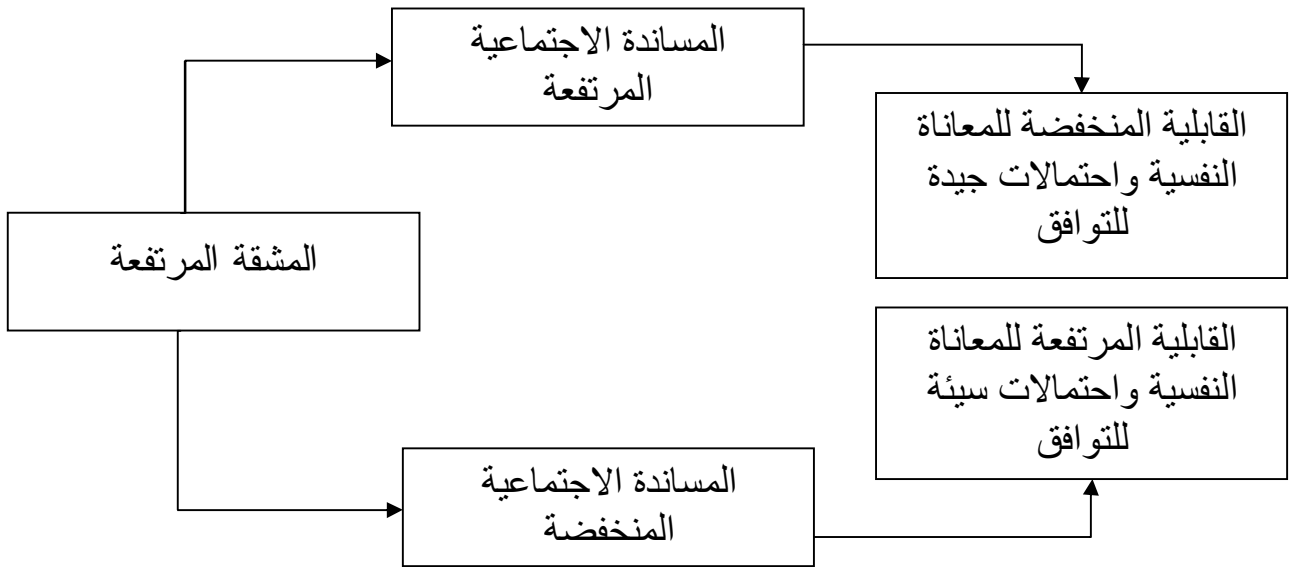 المساندة الاجتماعية
المرتفعة
القابلية المنخفضة للمعاناة
النفسية واحتمالات جيدة
للتوافق
المشقة المرتفعة
القابلية المرتفعة للمعاناة
النفسية واحتمالات سيئة
للتوافق
المساندة الاجتماعية
المنخفضة